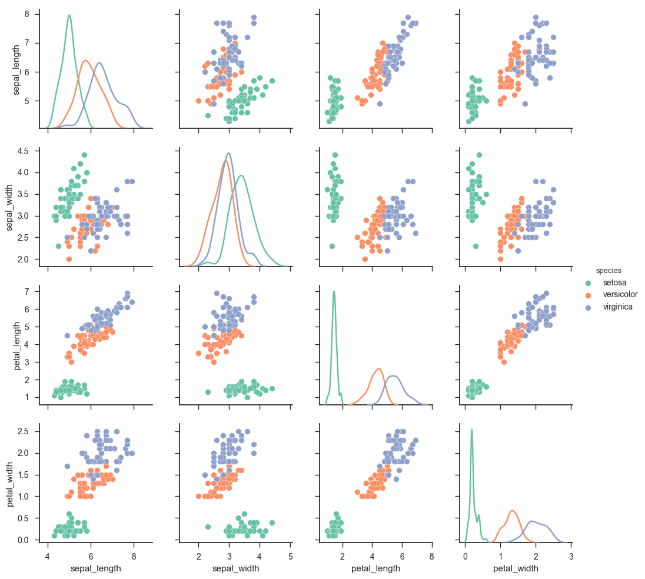 8
7
6
5
sepal_length
4.5
4.0
3.5
3.0
2.5
2.0
sepal_width
species
setosa
versicolor
virginica
7
6
5
4
3
2
1
petal_length
2.5
2.0
1.5
1.0
0.5
0.0
petal_width
4 6 8
sepal_length
2 3 4 5
sepal_width
2 4 6 8
petal_length
0 1 2 3
petal_width